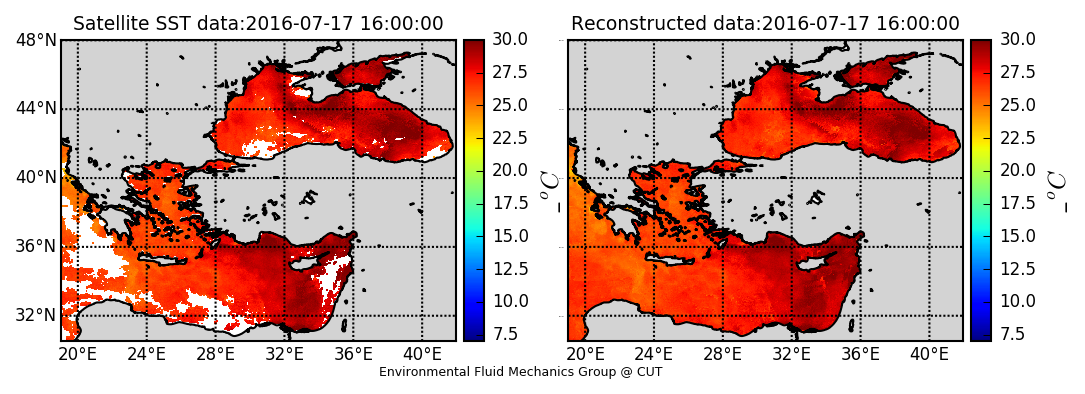 Satellite SST data:2016-07-17 16:00:00
48°N
44°N
40°N
36°N
32°N
20°E 24°E 28°E 32°E 36°E 40°E
30.0
27.5
25.0
22.5
20.0
17.5
15.0
12.5
10.0
7.5
_ °C
Reconstructed data:2016-07-17 16:00:00
20°E 24°E 28°E 32°E 36°E 40°E
30.0
27.5
25.0
22.5
20.0
17.5
15.0
12.5
10.0
7.5
_ °C
Environmental Fluid Mechanics Group @ CUT